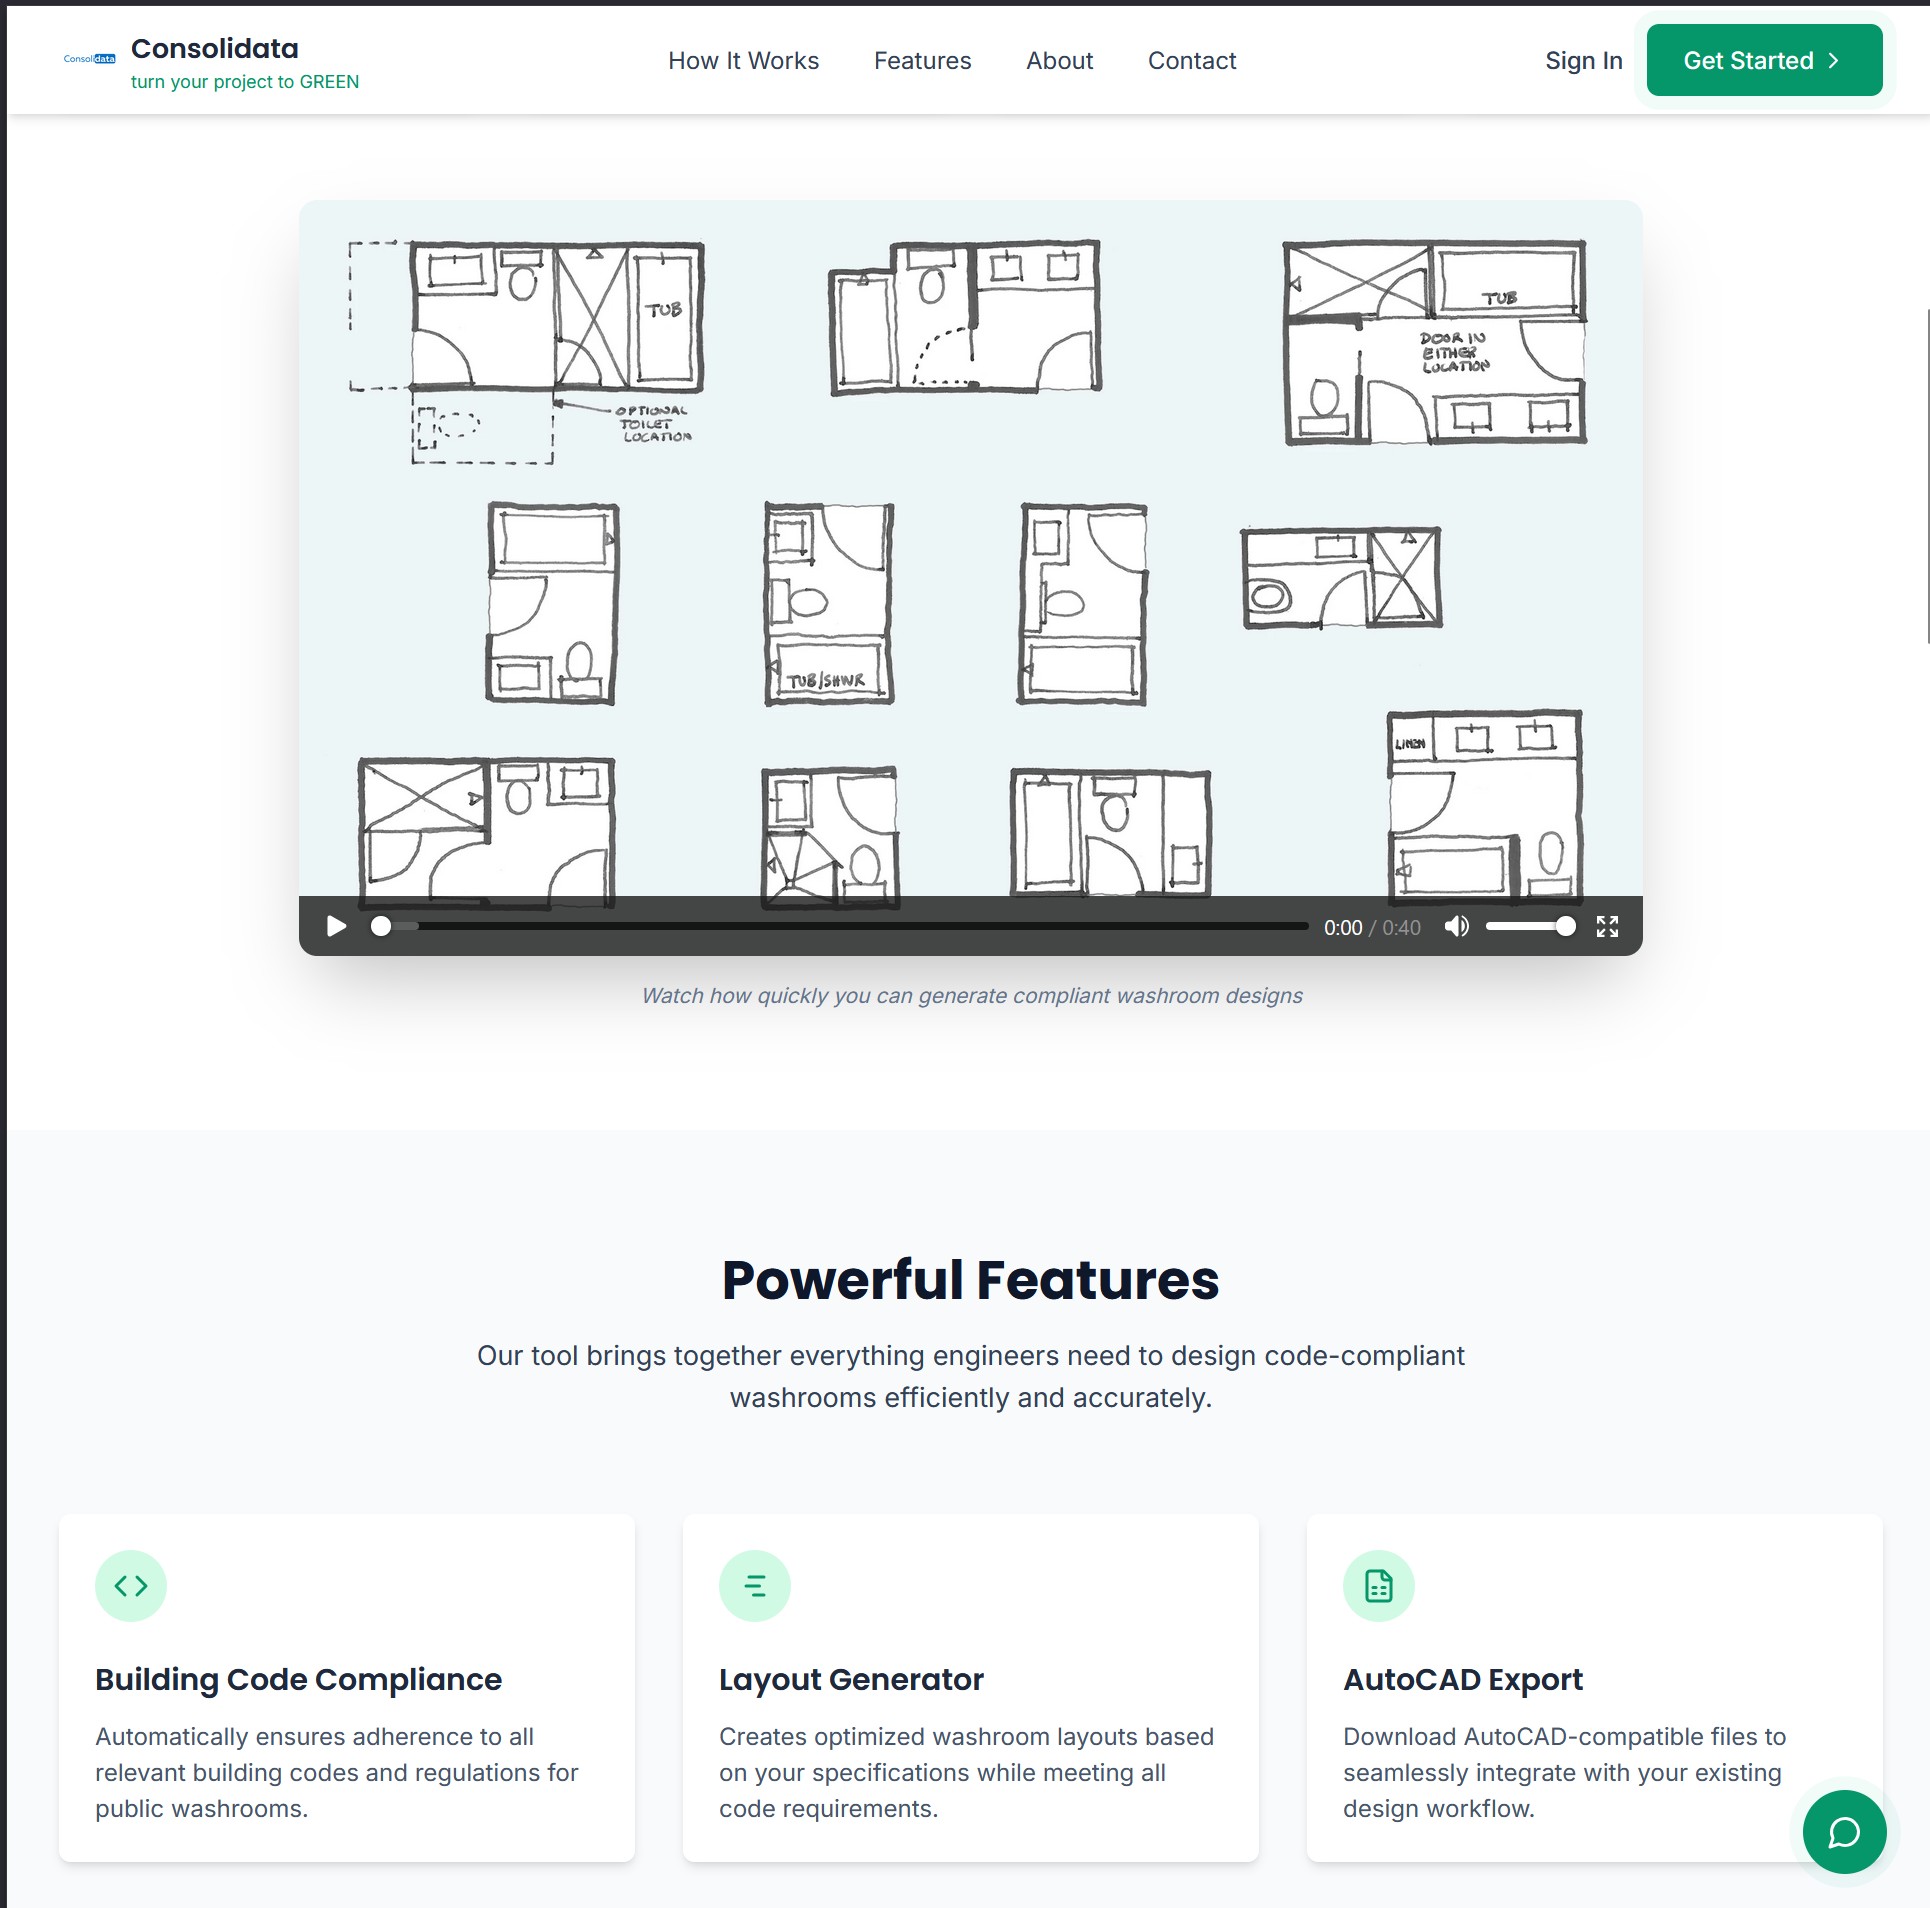 Consolidata
Consolidata
turn your project to GREEN
How It Works
Features
About
Contact
Sign In
Get Started
TUB
OPTIONAL
TOILET
LOCATION
TUB
DOOR IN
EITHER
LOCATION
TUB/SHWR
LINEN
0:00 / 0:40
Watch how quickly you can generate compliant washroom designs
Powerful Features
Our tool brings together everything engineers need to design code-compliant
washrooms efficiently and accurately.
Building Code Compliance
Automatically ensures adherence to all
relevant building codes and regulations for
public washrooms.
Layout Generator
Creates optimized washroom layouts based
on your specifications while meeting all
code requirements.
AutoCAD Export
Download AutoCAD-compatible files to
seamlessly integrate with your existing
design workflow.